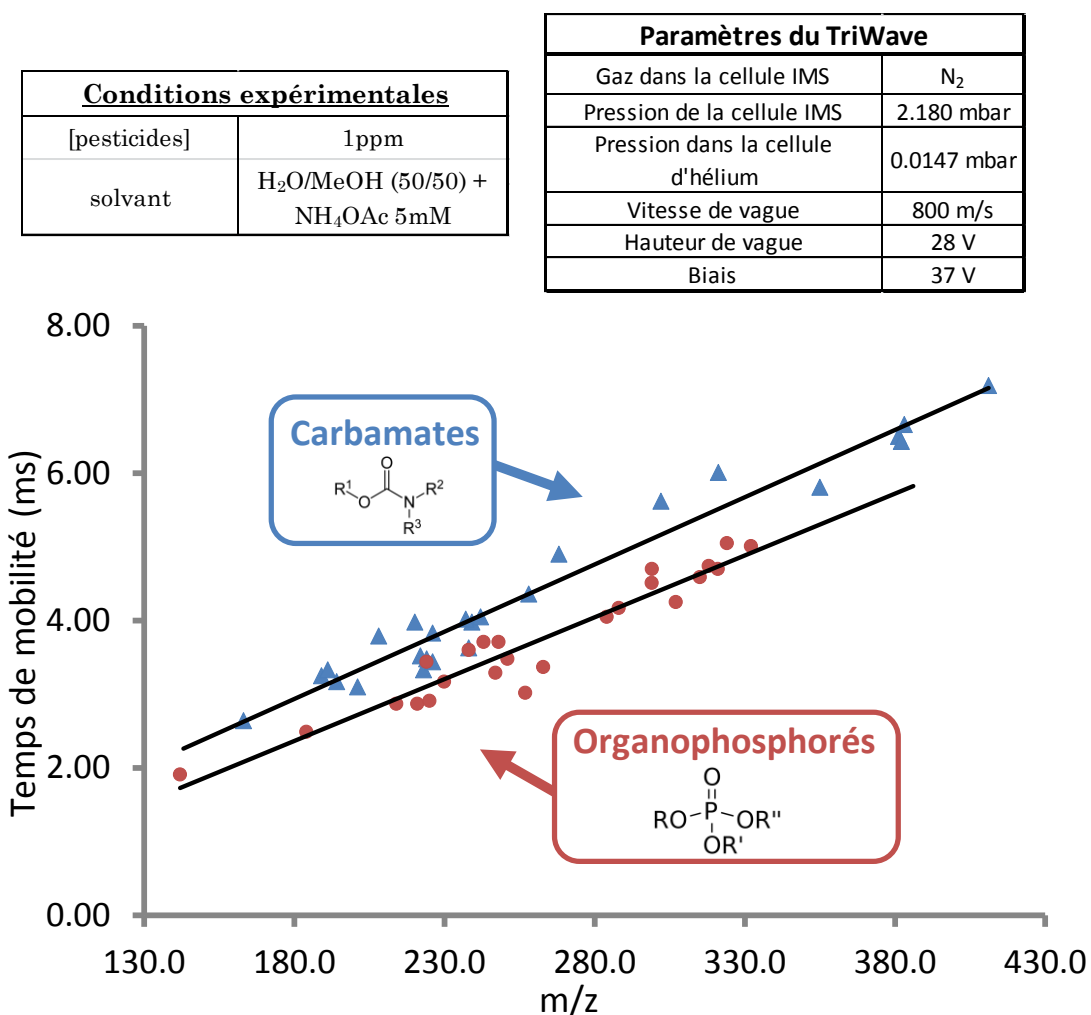 Conditions expérimentales
[pesticides] 1ppm
solvant H₂O/MeOH (50/50) +
NH₄OAc 5mM
Paramètres du TriWave
Gaz dans la cellule IMS N₂
Pression de la cellule IMS 2.180 mbar
Pression dans la cellule
d'hélium 0.0147 mbar
Vitesse de vague 800 m/s
Hauteur de vague 28 V
Biais 37 V
Temps de mobilité (ms)
8.00
6.00
4.00
2.00
0.00
Carbamates
O
R¹ O N R²
R³
Organophosphorés
O
RO P OR"
OR'
130.0 180.0 230.0 280.0 330.0 380.0 430.0
m/z